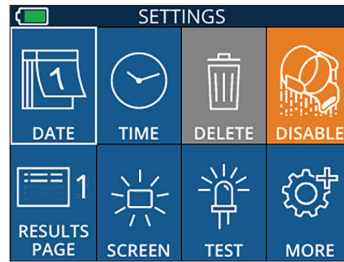 SETTINGS
1
DATE
TIME
DELETE
DISABLE
1
RESULTS
PAGE
SCREEN
TEST
MORE